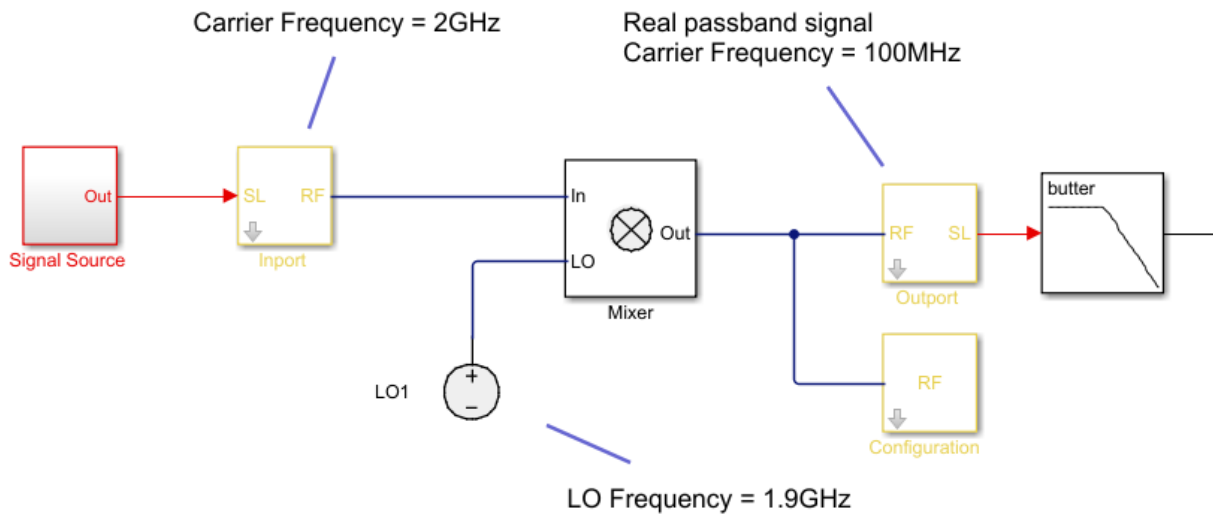 Carrier Frequency = 2GHz
Real passband signal
Carrier Frequency = 100MHz
Out
Signal Source
SL RF
Inport
In
LO
Out
Mixer
RF SL
Outport
butter
LO1
+
−
RF
Configuration
LO Frequency = 1.9GHz